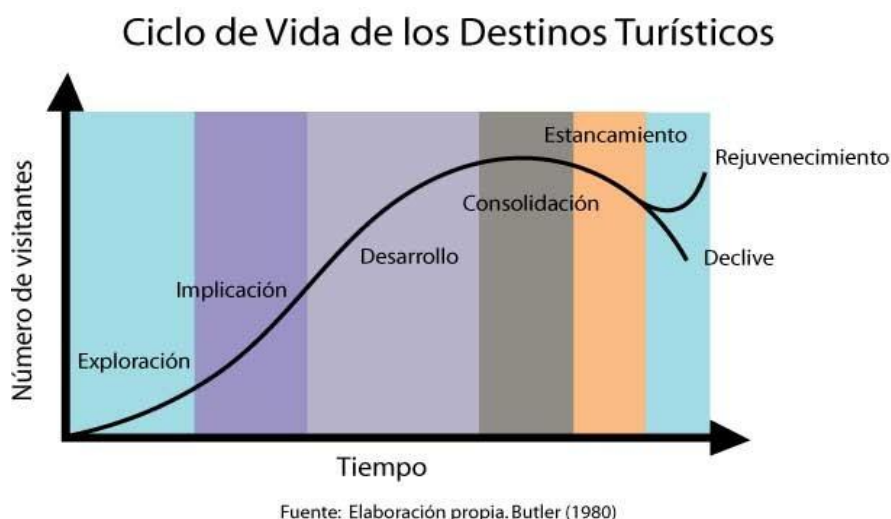 Ciclo de Vida de los Destinos Turísticos
Número de visitantes
Estancamiento
Rejuvenecimiento
Consolidación
Desarrollo
Declive
Implicación
Exploración
Tiempo
Fuente: Elaboración propia. Butler (1980)